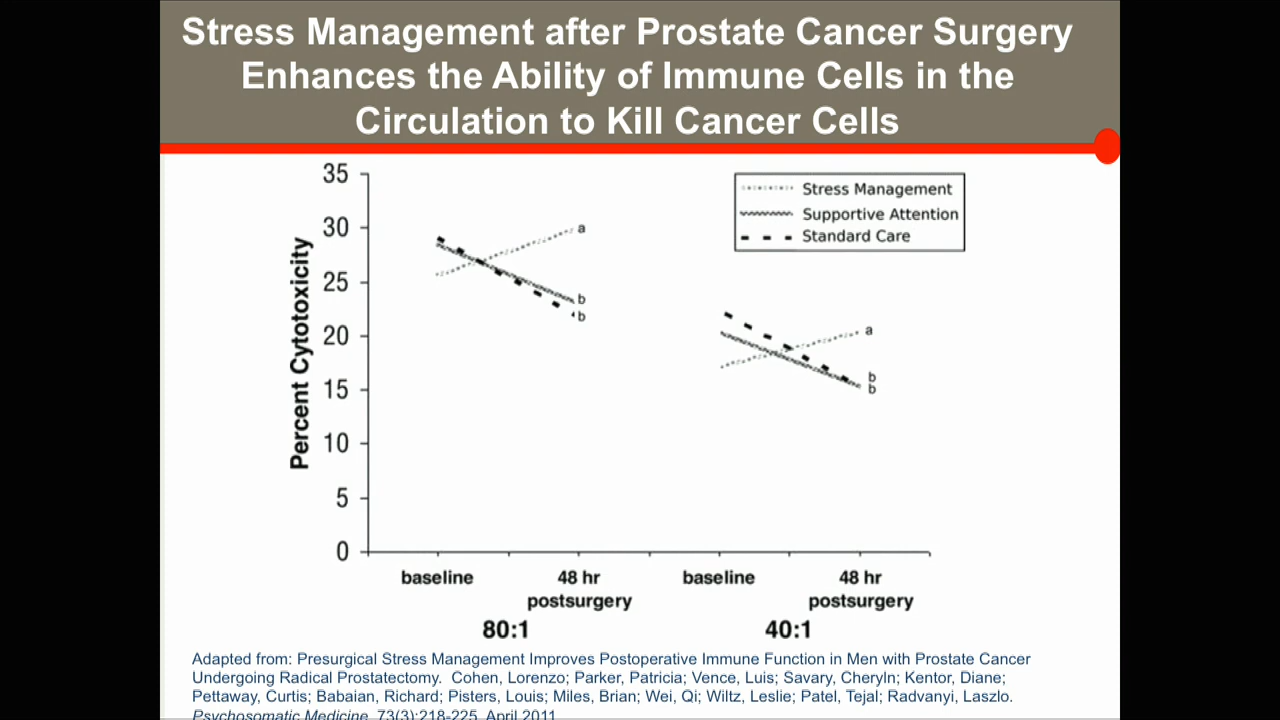 Stress Management after Prostate Cancer Surgery
Enhances the Ability of Immune Cells in the
Circulation to Kill Cancer Cells
35
30
25
20
15
10
5
0
Percent Cytotoxicity
Stress Management
Supportive Attention
Standard Care
a
b
b
a
b
b
baseline
48 hr
postsurgery
baseline
48 hr
postsurgery
80:1
40:1
Adapted from: Presurgical Stress Management Improves Postoperative Immune Function in Men with Prostate Cancer
Undergoing Radical Prostatectomy. Cohen, Lorenzo; Parker, Patricia; Vence, Luis; Savary, Cheryln; Kentor, Diane;
Pettaway, Curtis; Babaian, Richard; Pisters, Louis; Miles, Brian; Wei, Qi; Wiltz, Leslie; Patel, Tejal; Radvanyi, Laszlo.
Psychosomatic Medicine. 73(3):218-225, April 2011